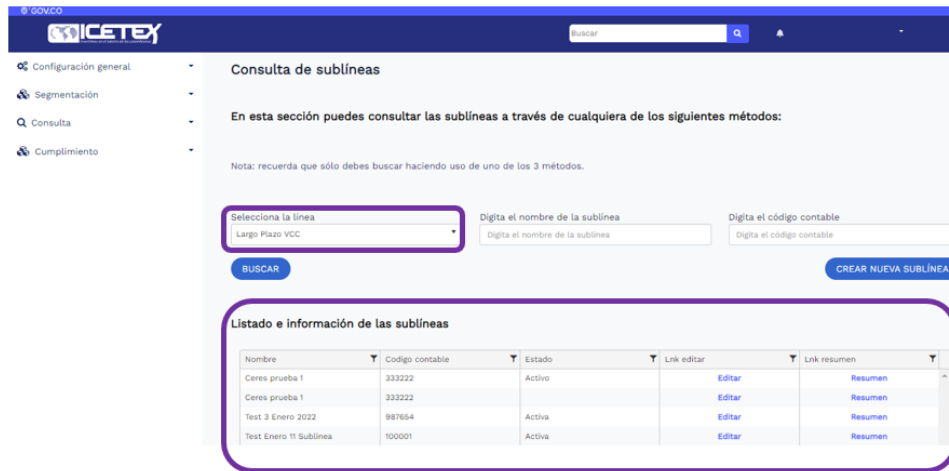 GOV.CO
ICETEX
Buscar
Configuración general
Segmentación
Consulta
Cumplimiento
Consulta de sublíneas
En esta sección puedes consultar las sublíneas a través de cualquiera de los siguientes métodos:
Nota: recuerda que sólo debes buscar haciendo uso de uno de los 3 métodos.
Selecciona la línea Digita el nombre de la sublínea Digita el código contable
Largo Plazo VCC Digita el nombre de la sublínea Digita el código contable
BUSCAR CREAR NUEVA SUBLÍNEA
Listado e información de las sublíneas
Nombre Codigo contable Estado Lnk editar Lnk resumen
Ceres prueba 1 333222 Activo Editar Resumen
Ceres prueba 1 333222 Editar Resumen
Test 3 Enero 2022 987654 Activa Editar Resumen
Test Enero 11 Sublinea 100001 Activa Editar Resumen